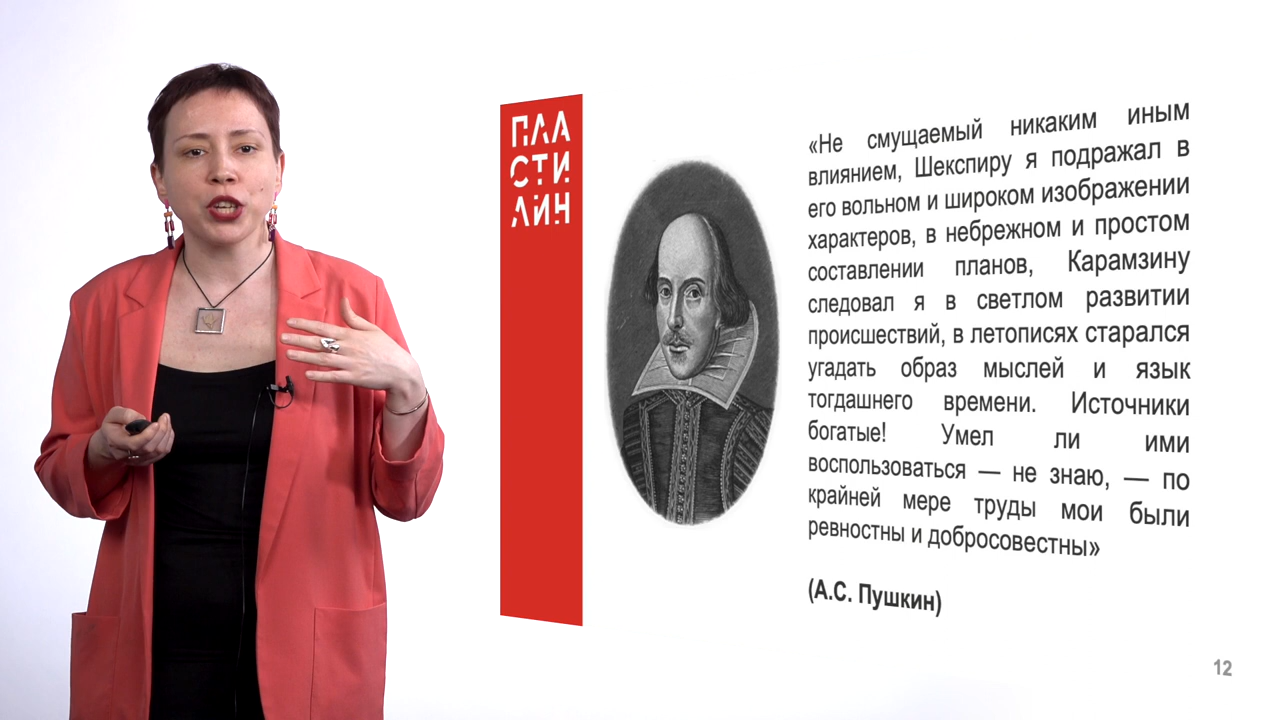 ПЛА
СТИ
ЛИН
«Не смущаемый никаким иным
влиянием, Шекспиру я подражал в
его вольном и широком изображении
характеров, в небрежном и простом
составлении планов, Карамзину
следовал я в светлом развитии
происшествий, в летописях старался
угадать образ мыслей и язык
тогдашнего времени. Источники
богатые! Умел ли ими
воспользоваться — не знаю, — по
крайней мере труды мои были
ревностны и добросовестны»
(А.С. Пушкин)
12